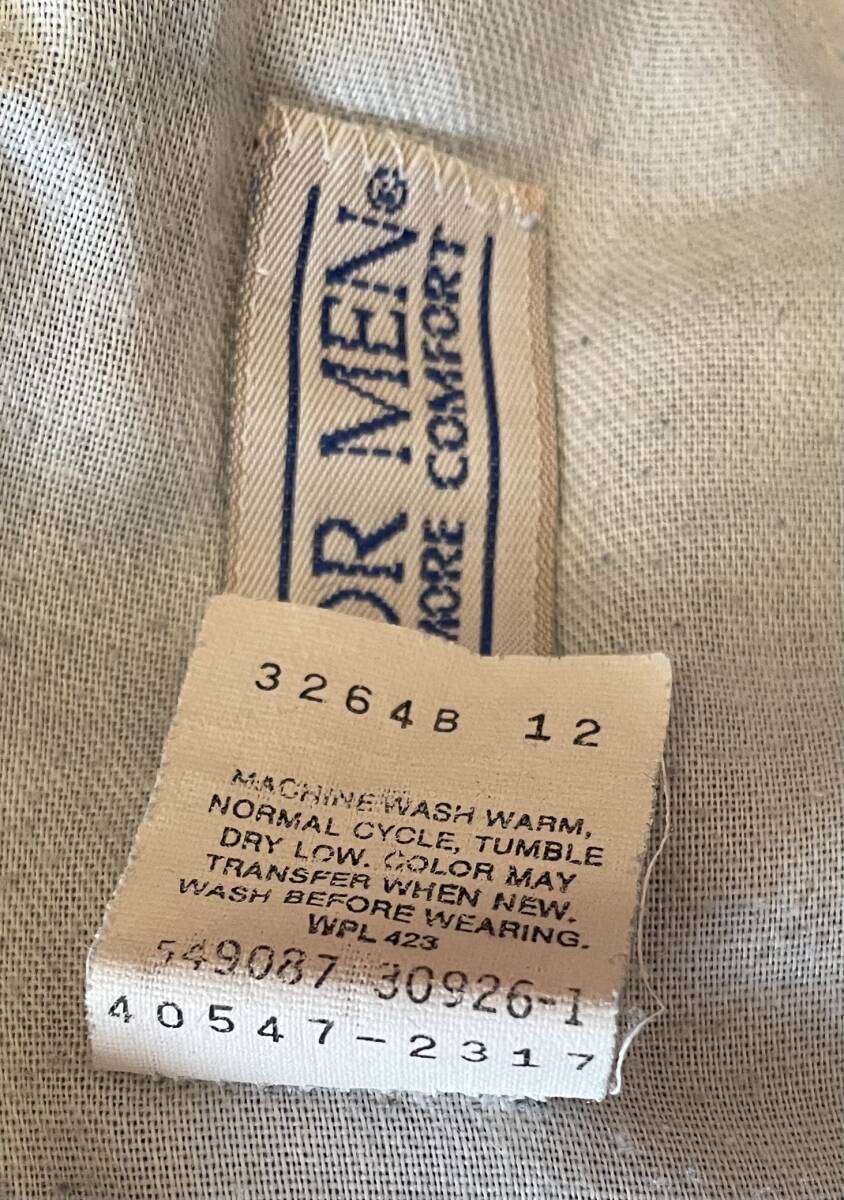 OR MEN®
MORE COMFORT
3264B 12
MACHINE WASH WARM,
NORMAL CYCLE, TUMBLE
DRY LOW. COLOR MAY
TRANSFER WHEN NEW.
WASH BEFORE WEARING.
WPL 423
549087 30926-1
40547-2317